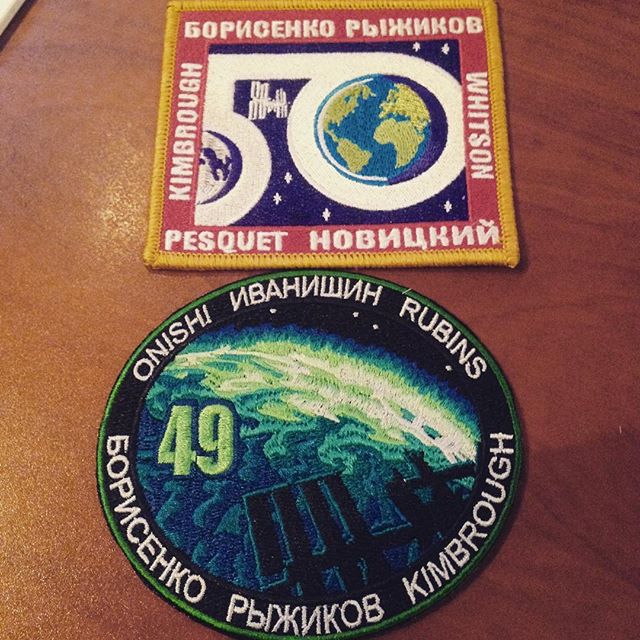 БОРИСЕНКО РЫЖИКОВ
KIMBROUGH
50
WHITSON
PESQUET НОВИЦКИЙ
ONISHI ИВАНИШИН RUBINS
49
БОРИСЕНКО РЫЖИКОВ KIMBROUGH